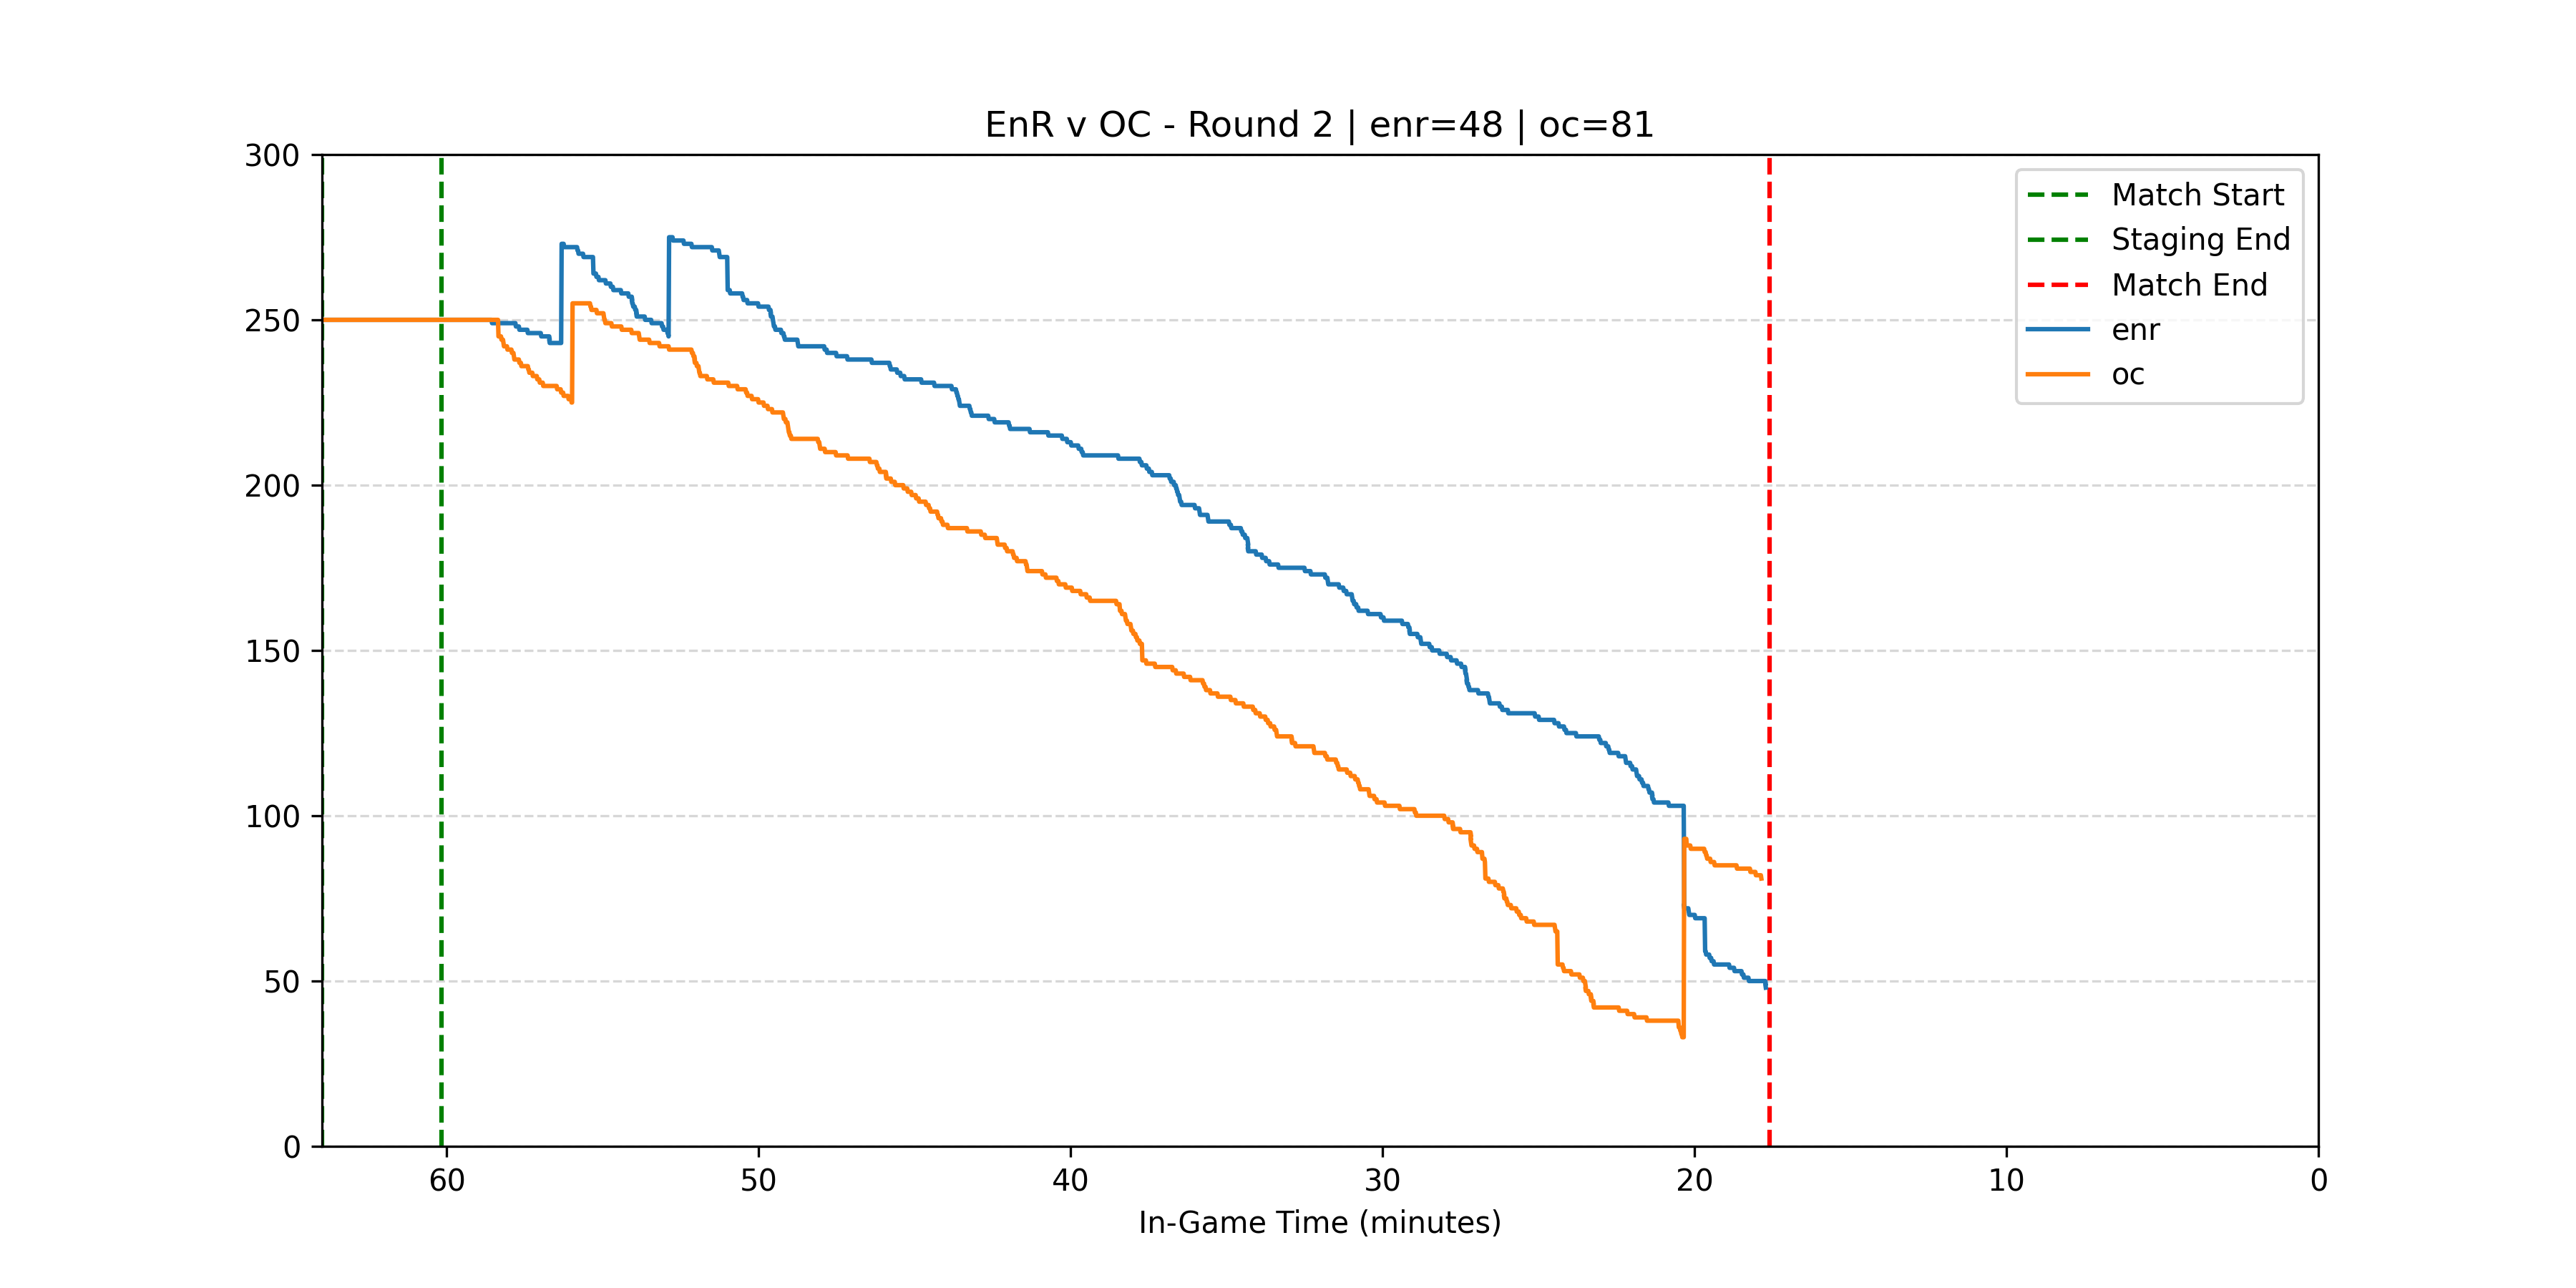 EnR v OC - Round 2 | enr=48 | oc=81
300
250
200
150
100
50
0
Match Start
Staging End
Match End
enr
oc
60 50 40 30 20 10 0
In-Game Time (minutes)